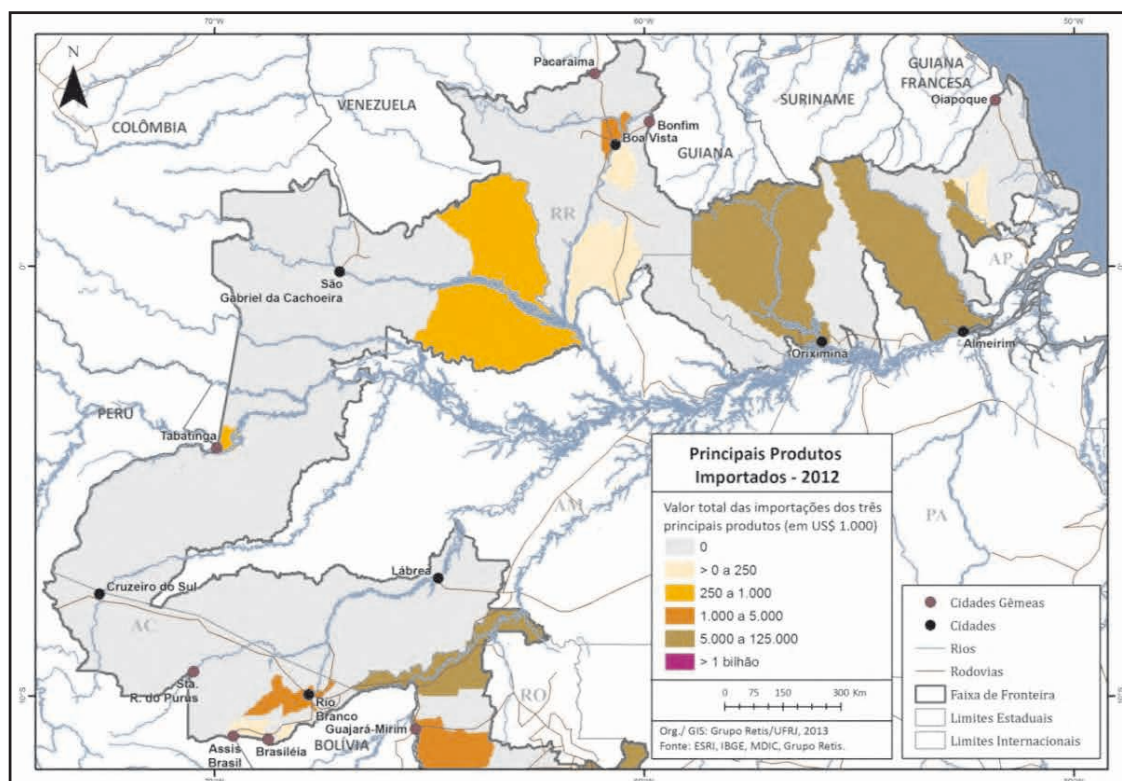 70°W
60°W
50°W
N
Pacaraima
GUIANA
FRANCESA
SURINAME
Oiapoque
VENEZUELA
COLÔMBIA
Bonfim
Boa Vista
GUIANA
RR
AP
0°
São
Gabriel da Cachoeira
Oriximina
Almeirim
PERU
Tabatinga
AM
PA
Lábrea
Cruzeiro do Sul
AC
Sta.
R. do Purus
Rio
Branco
RO
Guajará-Mirim
10°S
Assis
Brasil
Brasiléia
BOLÍVIA
Principais Produtos
Importados - 2012
Valor total das importações dos três
principais produtos (em US$ 1.000)
0
> 0 a 250
250 a 1.000
1.000 a 5.000
5.000 a 125.000
> 1 bilhão
0 75 150 300 Km
Org./ GIS: Grupo Retis/UFRJ, 2013
Fonte: ESRI, IBGE, MDIC, Grupo Retis.
Cidades Gêmeas
Cidades
Rios
Rodovias
Faixa de Fronteira
Limites Estaduais
Limites Internacionais